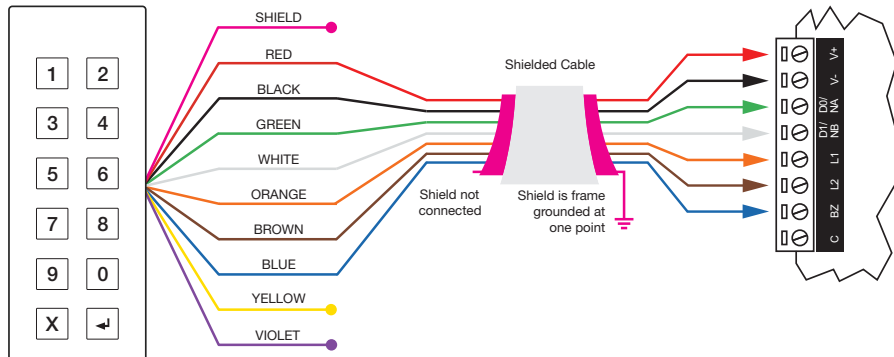 SHIELD
RED
BLACK
GREEN
WHITE
ORANGE
BROWN
BLUE
YELLOW
VIOLET
1 2
3 4
5 6
7 8
9 0
X ↵
Shielded Cable
Shield not
connected
Shield is frame
grounded at
one point
V+
V-
D0/
NA
D1/
NB
L1
L2
BZ
C